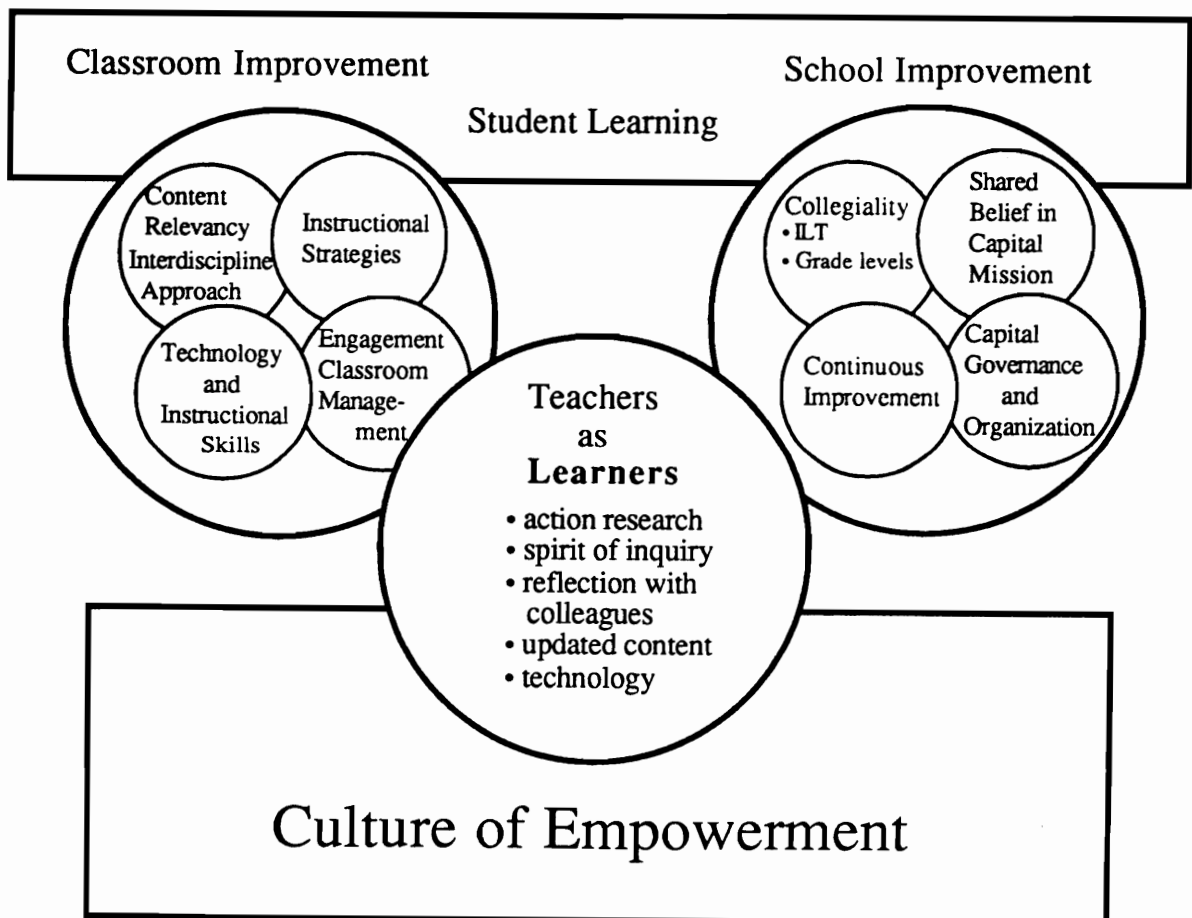 Classroom Improvement
School Improvement
Student Learning
Content
Relevancy
Interdiscipline
Approach
Instructional
Strategies
Technology
and
Instructional
Skills
Engagement
Classroom
Manage-
ment
Collegiality
• ILT
• Grade levels
Shared
Belief in
Capital
Mission
Continuous
Improvement
Capital
Governance
and
Organization
Teachers
as
Learners
• action research
• spirit of inquiry
• reflection with
colleagues
• updated content
• technology
Culture of Empowerment